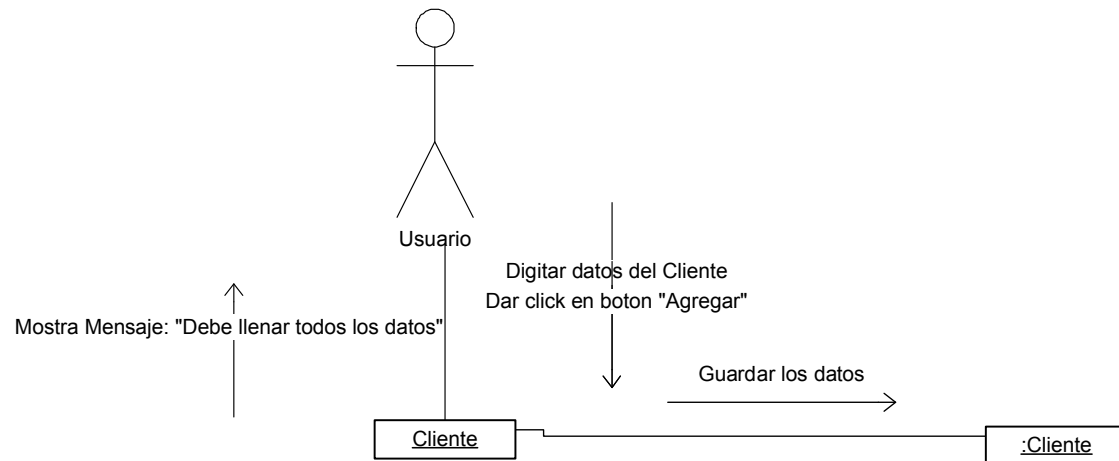 Usuario
Digitar datos del Cliente
Dar click en boton "Agregar"
Mostra Mensaje: "Debe llenar todos los datos"
Guardar los datos
Cliente
:Cliente